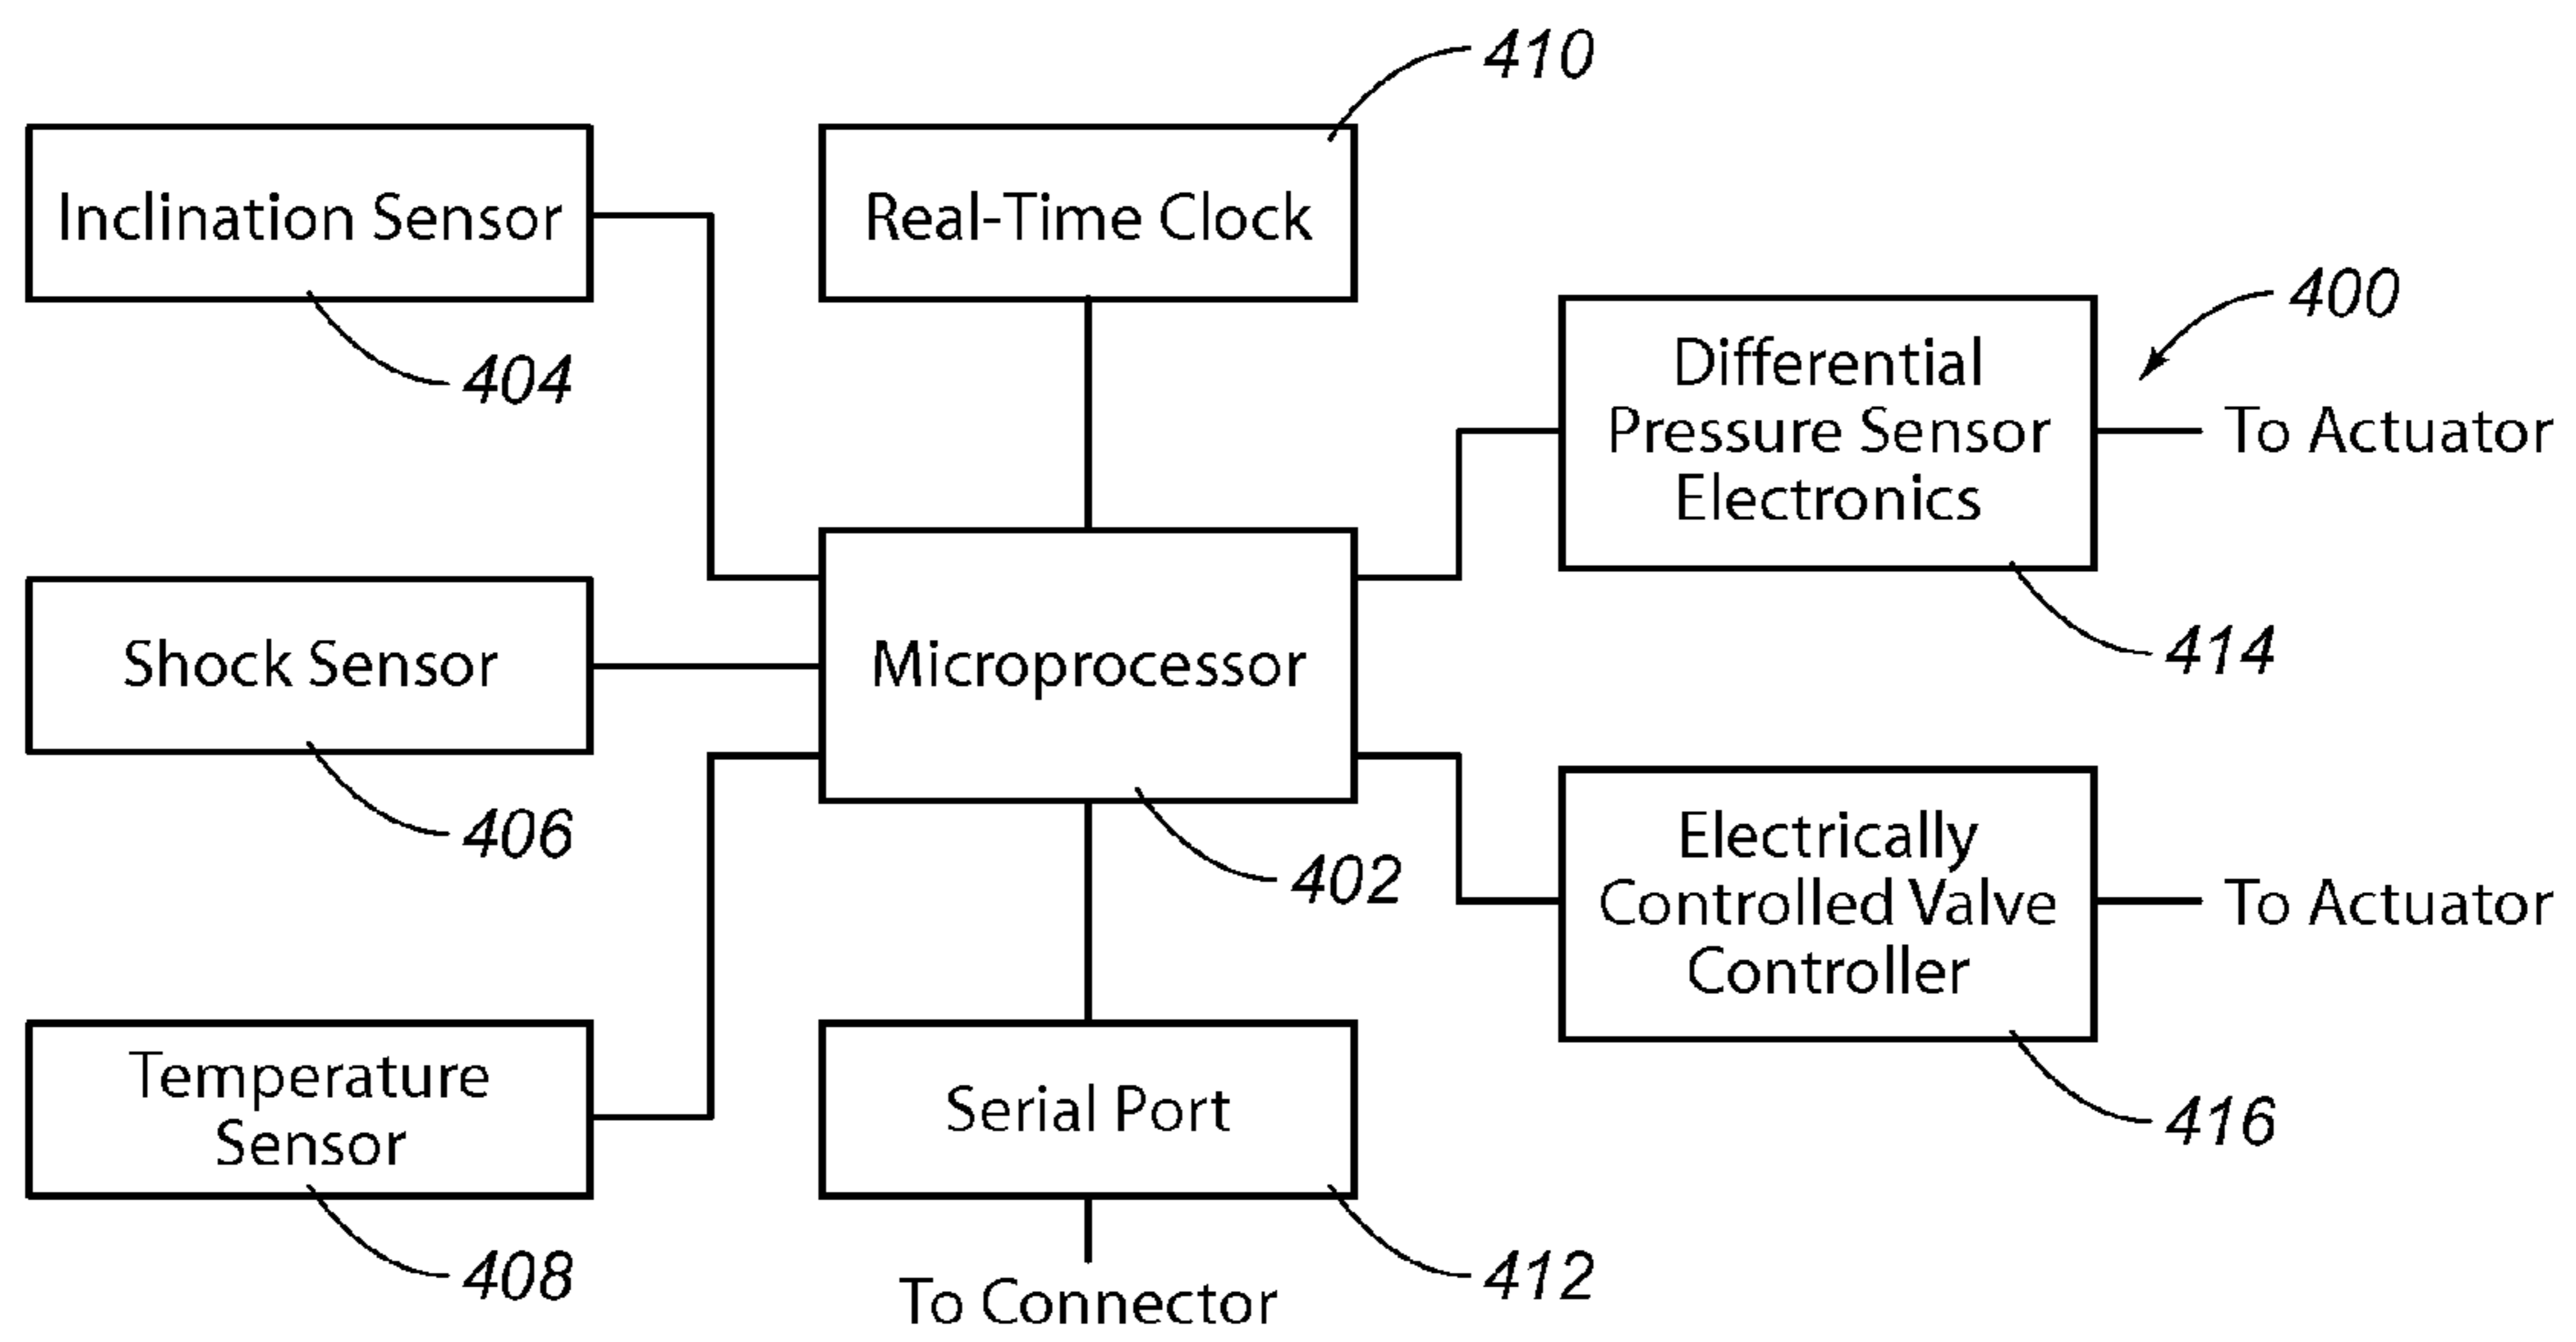 410
Inclination Sensor
Real-Time Clock
400
404
Differential
Pressure Sensor
Electronics
To Actuator
Shock Sensor
Microprocessor
414
406
402
Electrically
Controlled Valve
Controller
To Actuator
Temperature
Sensor
Serial Port
416
408
412
To Connector